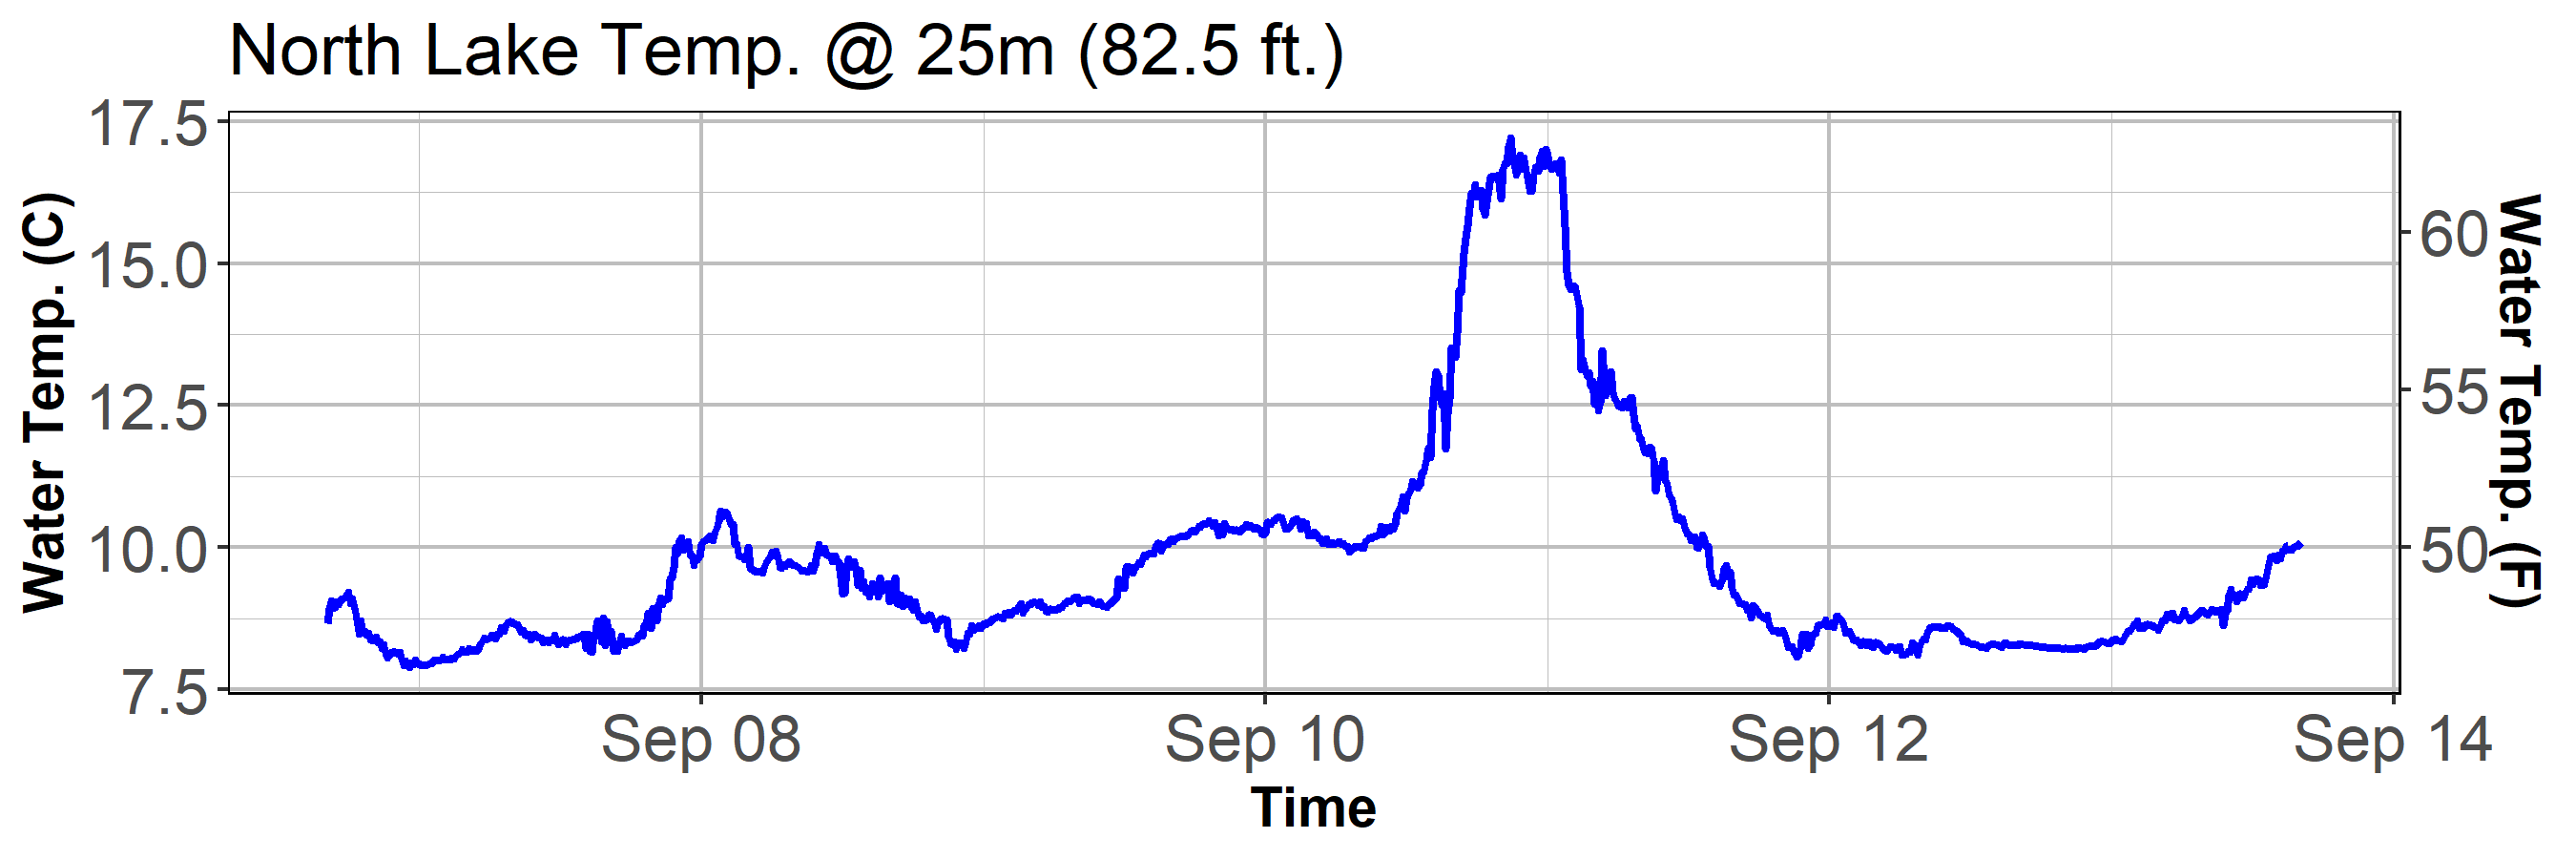 North Lake Temp. @ 25m (82.5 ft.)
17.5
15.0
12.5
10.0
7.5
Water Temp. (C)
60
55
50
Water Temp. (F)
Sep 08
Sep 10
Sep 12
Sep 14
Time